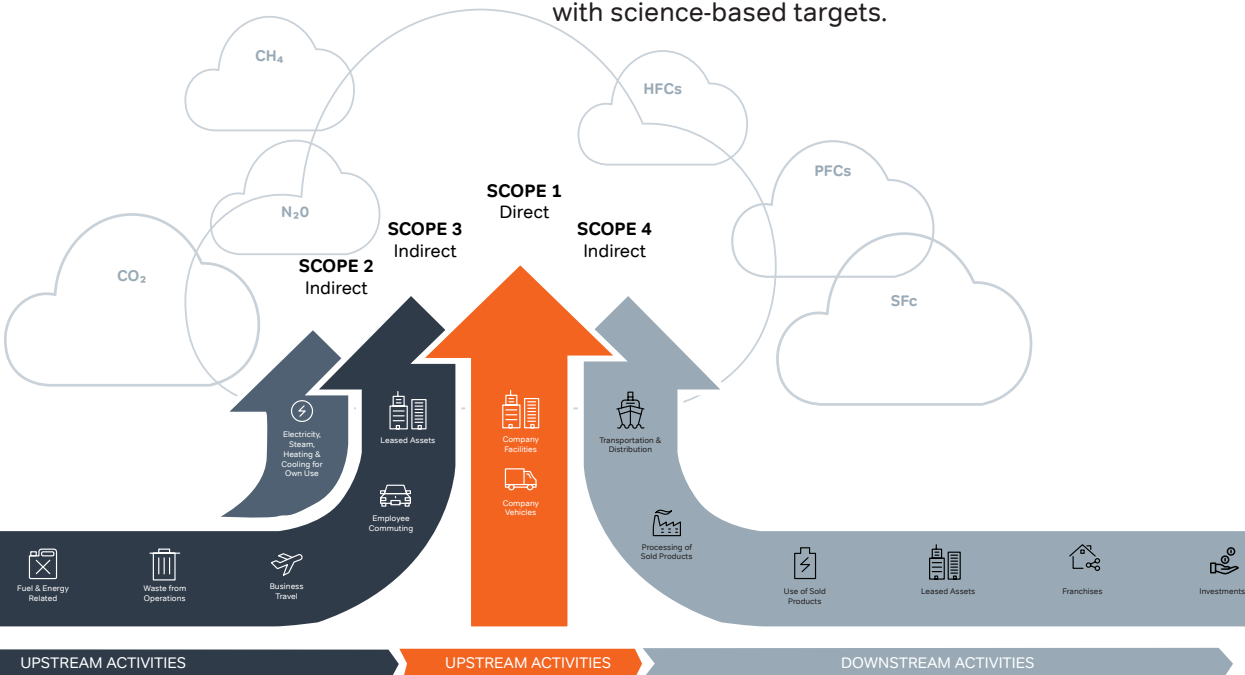 with science-based targets.
CH₄
HFCs
PFCs
N₂0
CO₂
SFc
SCOPE 1
Direct
SCOPE 3
Indirect
SCOPE 4
Indirect
SCOPE 2
Indirect
Electricity,
Steam,
Heating &
Cooling for
Own Use
Leased Assets
Employee
Commuting
Company
Facilities
Company
Vehicles
Transportation &
Distribution
Processing of
Sold Products
Fuel & Energy
Related
Waste from
Operations
Business
Travel
Use of Sold
Products
Leased Assets
Franchises
Investments
UPSTREAM ACTIVITIES
UPSTREAM ACTIVITIES
DOWNSTREAM ACTIVITIES